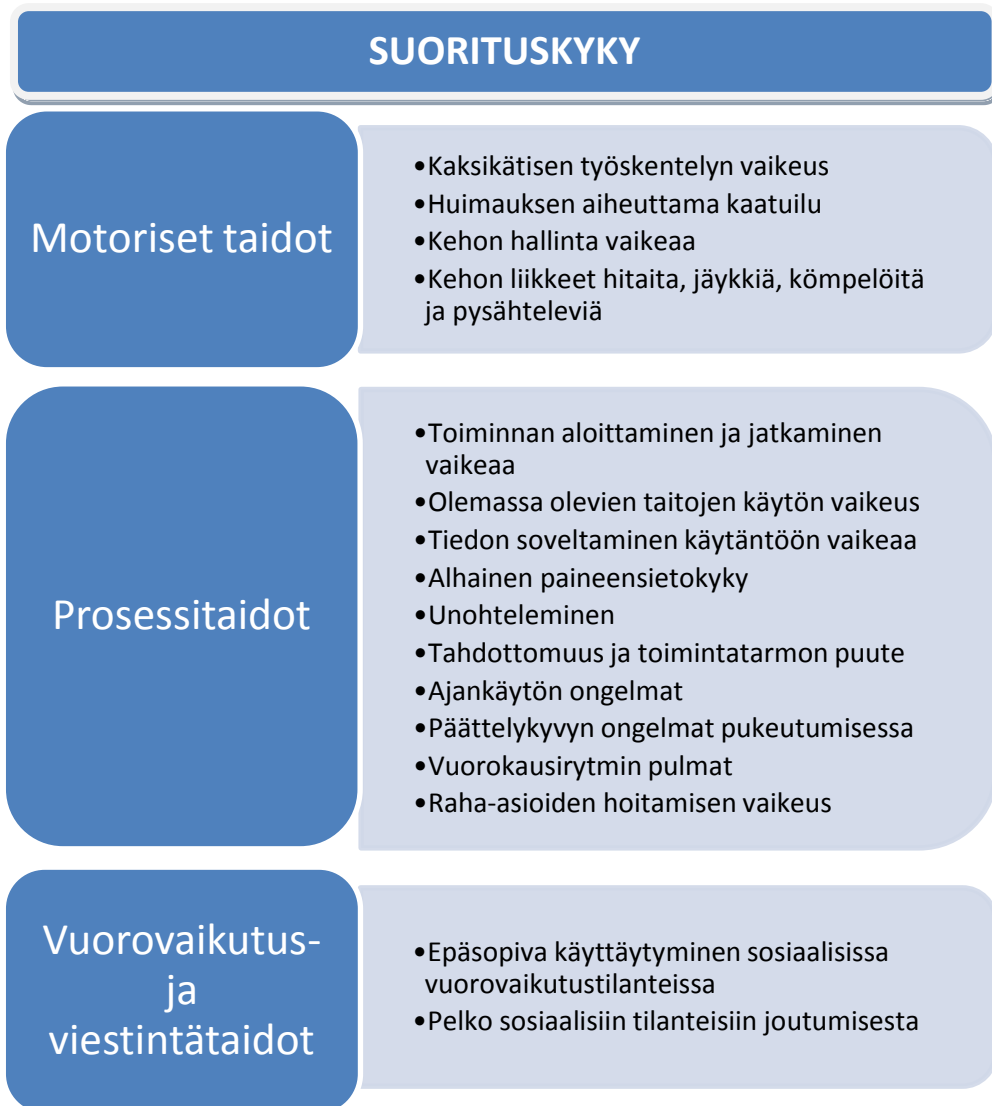 SUORITUSKYKY
Motoriset taidot
•Kaksikätisen työskentelyn vaikeus
•Huimauksen aiheuttama kaatuilu
•Kehon hallinta vaikeaa
•Kehon liikkeet hitaita, jäykkiä, kömpelöitä
ja pysähteleviä
Prosessitaidot
•Toiminnan aloittaminen ja jatkaminen
vaikeaa
•Olemassa olevien taitojen käytön vaikeus
•Tiedon soveltaminen käytäntöön vaikeaa
•Alhainen paineensietokyky
•Unohteleminen
•Tahdottomuus ja toimintatarmon puute
•Ajankäytön ongelmat
•Päättelykyvyn ongelmat pukeutumisessa
•Vuorokausirytmin pulmat
•Raha-asioiden hoitamisen vaikeus
Vuorovaikutus-
ja
viestintätaidot
•Epäsopiva käyttäytyminen sosiaalisissa
vuorovaikutustilanteissa
•Pelko sosiaalisiin tilanteisiin joutumisesta